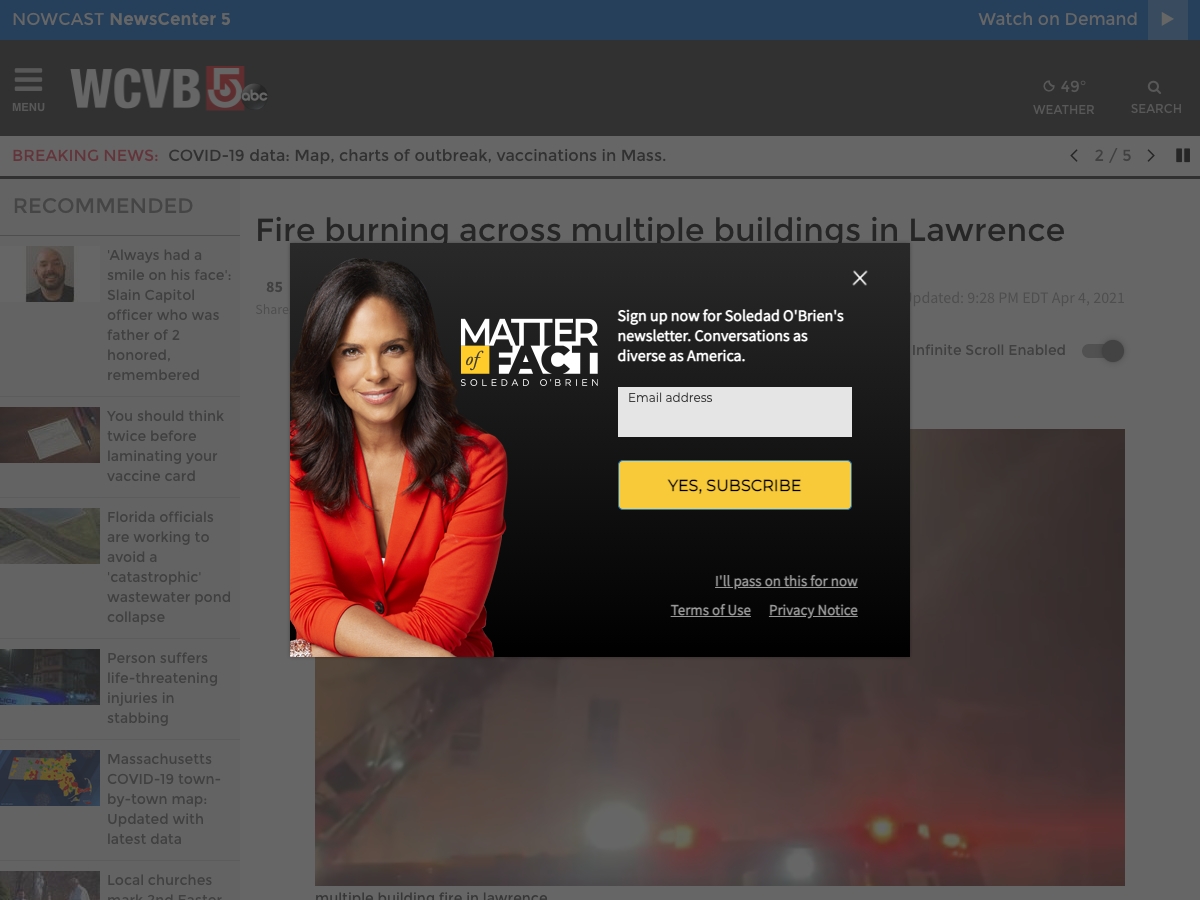 NOWCAST NewsCenter 5
Watch on Demand
MENU
WCVB 5 abc
49°
WEATHER
SEARCH
BREAKING NEWS: COVID-19 data: Map, charts of outbreak, vaccinations in Mass.
2 / 5
RECOMMENDED
'Always had a
smile on his face':
Slain Capitol
officer who was
father of 2
honored,
remembered
You should think
twice before
laminating your
vaccine card
Florida officials
are working to
avoid a
'catastrophic'
wastewater pond
collapse
Person suffers
life-threatening
injuries in
stabbing
Massachusetts
COVID-19 town-
by-town map:
Updated with
latest data
Local churches
mark 2nd Easter
Fire burning across multiple buildings in Lawrence
85
Share
pdated: 9:28 PM EDT Apr 4, 2021
Infinite Scroll Enabled
MATTER
of FACT
SOLEDAD O'BRIEN
Sign up now for Soledad O'Brien's
newsletter. Conversations as
diverse as America.
Email address
YES, SUBSCRIBE
I'll pass on this for now
Terms of Use Privacy Notice
multiple building fire in lawrence